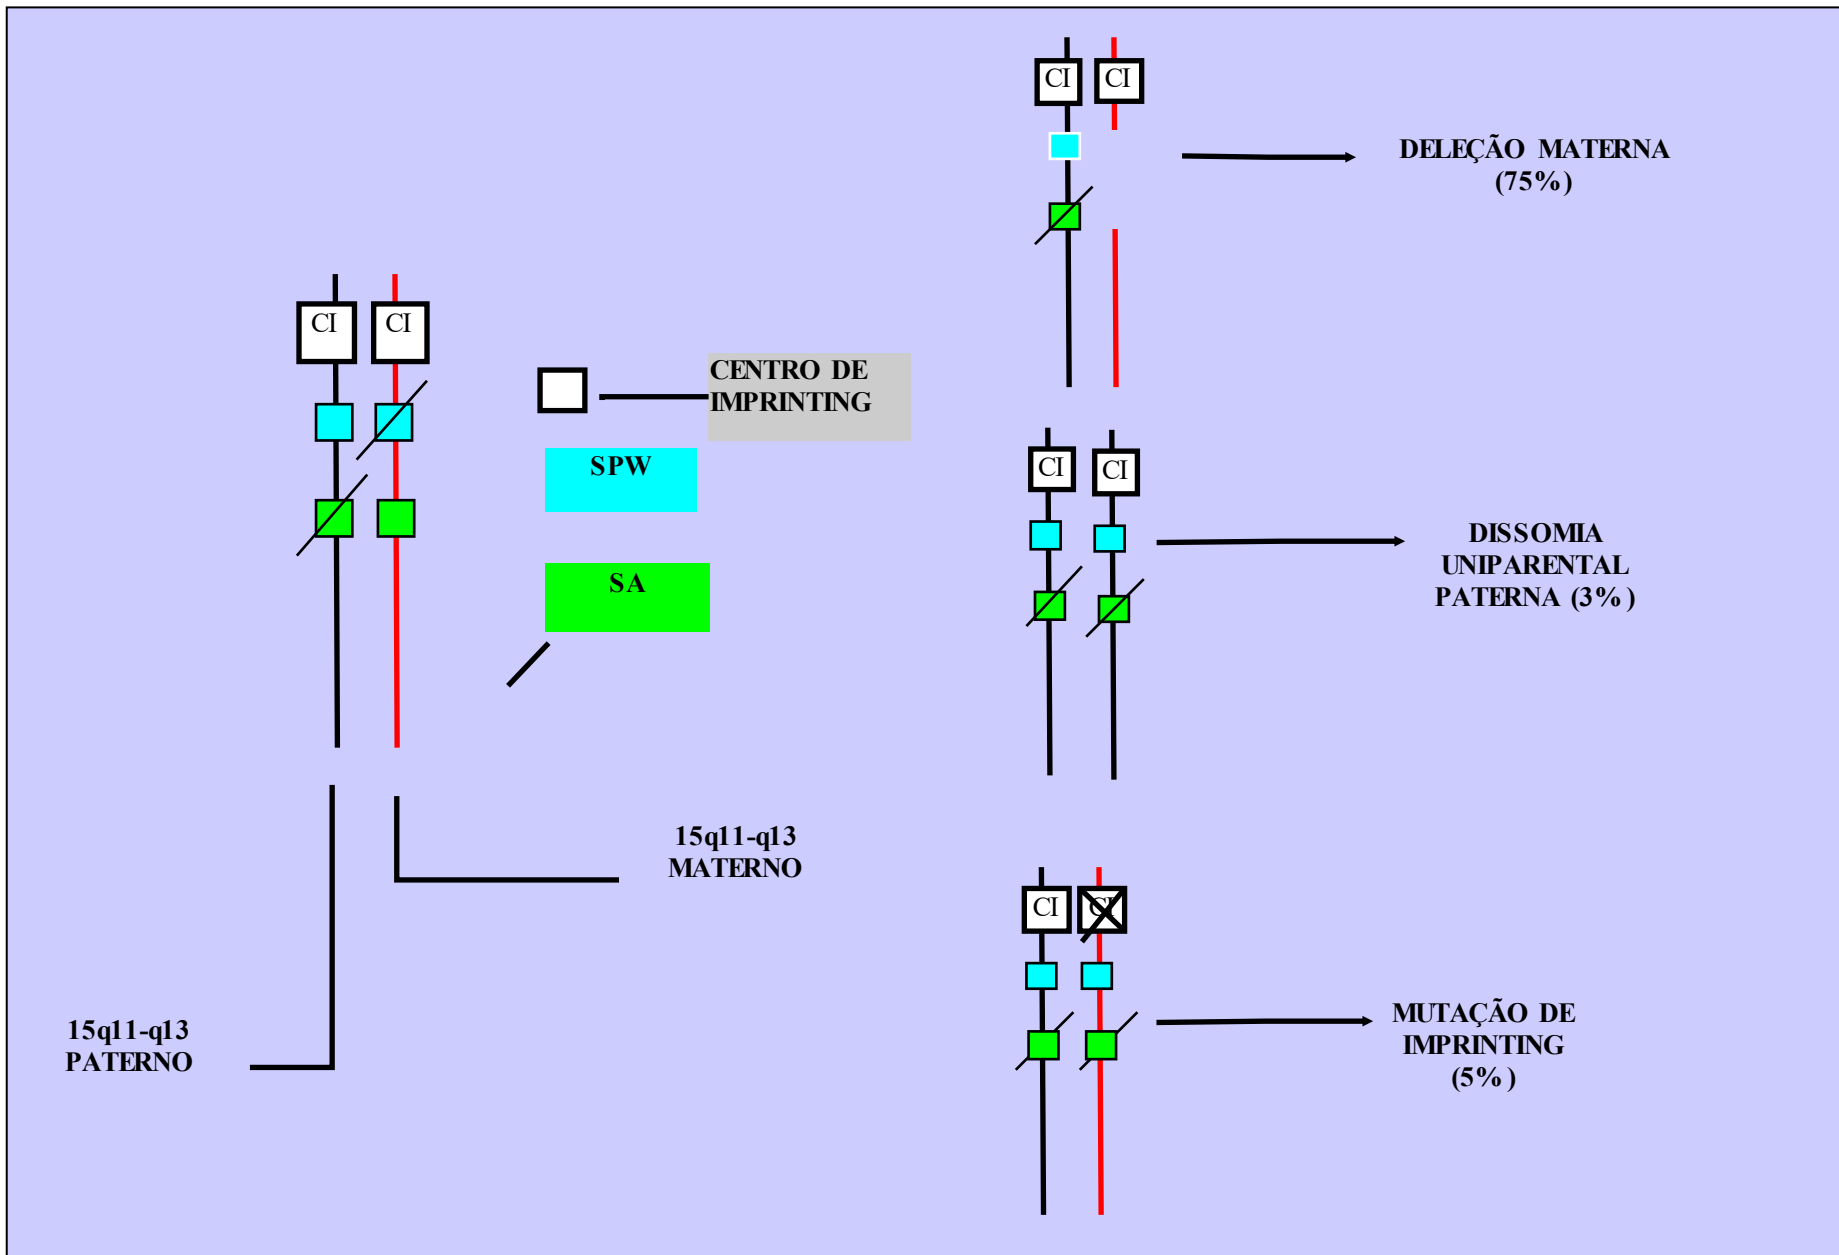 CI CI
DELEÇÃO MATERNA
(75%)
CI CI
CENTRO DE
IMPRINTING
SPW
CI CI
DISSOMIA
UNIPARENTAL
PATERNA (3%)
SA
15q11-q13
MATERNO
CI CI
15q11-q13
PATERNO
MUTAÇÃO DE
IMPRINTING
(5%)